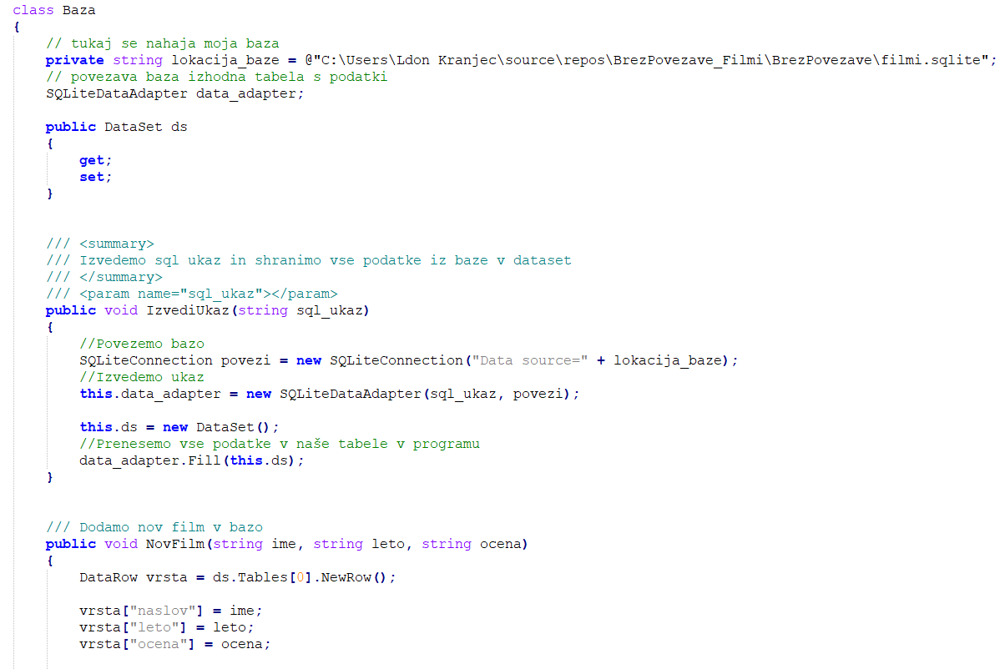 class Baza
{
    // tukaj se nahaja moja baza
    private string lokacija_baze = @"C:\Users\Ldon Kranjec\source\repos\BrezPovezave_Filmi\BrezPovezave\filmi.sqlite";
    // povezava baza izhodna tabela s podatki
    SQLiteDataAdapter data_adapter;

    public DataSet ds
    {
        get;
        set;
    }


    /// <summary>
    /// Izvedemo sql ukaz in shranimo vse podatke iz baze v dataset
    /// </summary>
    /// <param name="sql_ukaz"></param>
    public void IzvediUkaz(string sql_ukaz)
    {
        //Povezemo bazo
        SQLiteConnection povezi = new SQLiteConnection("Data source=" + lokacija_baze);
        //Izvedemo ukaz
        this.data_adapter = new SQLiteDataAdapter(sql_ukaz, povezi);

        this.ds = new DataSet();
        //Prenesemo vse podatke v naše tabele v programu
        data_adapter.Fill(this.ds);
    }


    /// Dodamo nov film v bazo
    public void NovFilm(string ime, string leto, string ocena)
    {
        DataRow vrsta = ds.Tables[0].NewRow();

        vrsta["naslov"] = ime;
        vrsta["leto"] = leto;
        vrsta["ocena"] = ocena;